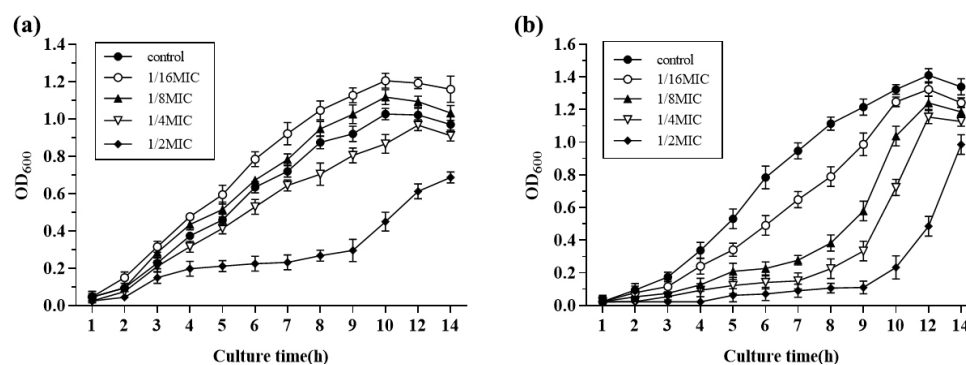 (a)
1.4
1.2
1.0
0.8
0.6
0.4
0.2
0.0
OD600
control
1/16MIC
1/8MIC
1/4MIC
1/2MIC
1 2 3 4 5 6 7 8 9 10 12 14
Culture time(h)
(b)
1.6
1.4
1.2
1.0
0.8
0.6
0.4
0.2
0.0
OD600
control
1/16MIC
1/8MIC
1/4MIC
1/2MIC
1 2 3 4 5 6 7 8 9 10 12 14
Culture time(h)